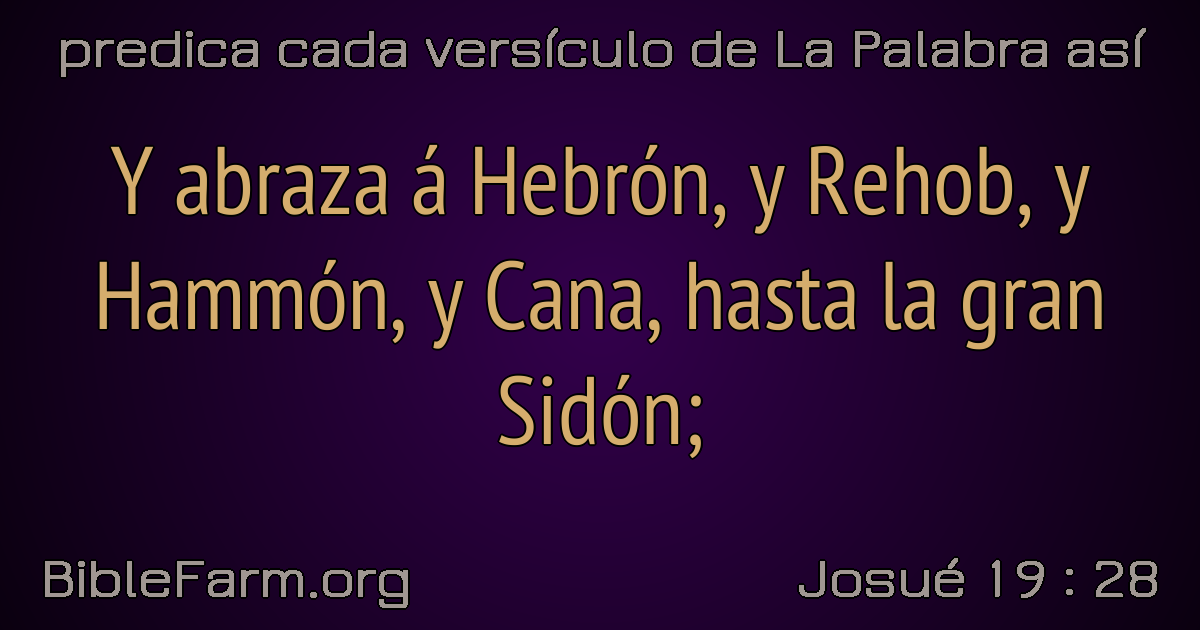 predica cada versículo de La Palabra así
Y abraza á Hebrón, y Rehob, y
Hammón, y Cana, hasta la gran
Sidón;
BibleFarm.org
Josué 19 : 28